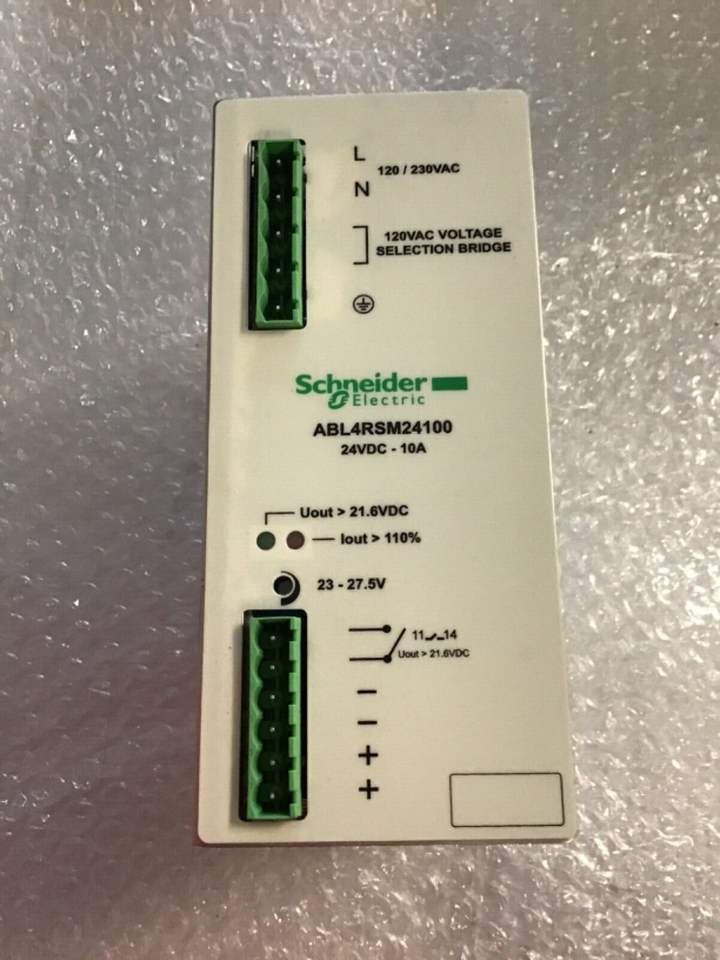 L
120 / 230VAC
N
120VAC VOLTAGE
SELECTION BRIDGE
Schneider
Electric
ABL4RSM24100
24VDC - 10A
Uout > 21.6VDC
Iout > 110%
23 - 27.5V
11 14
Uout > 21.6VDC
−
−
+
+